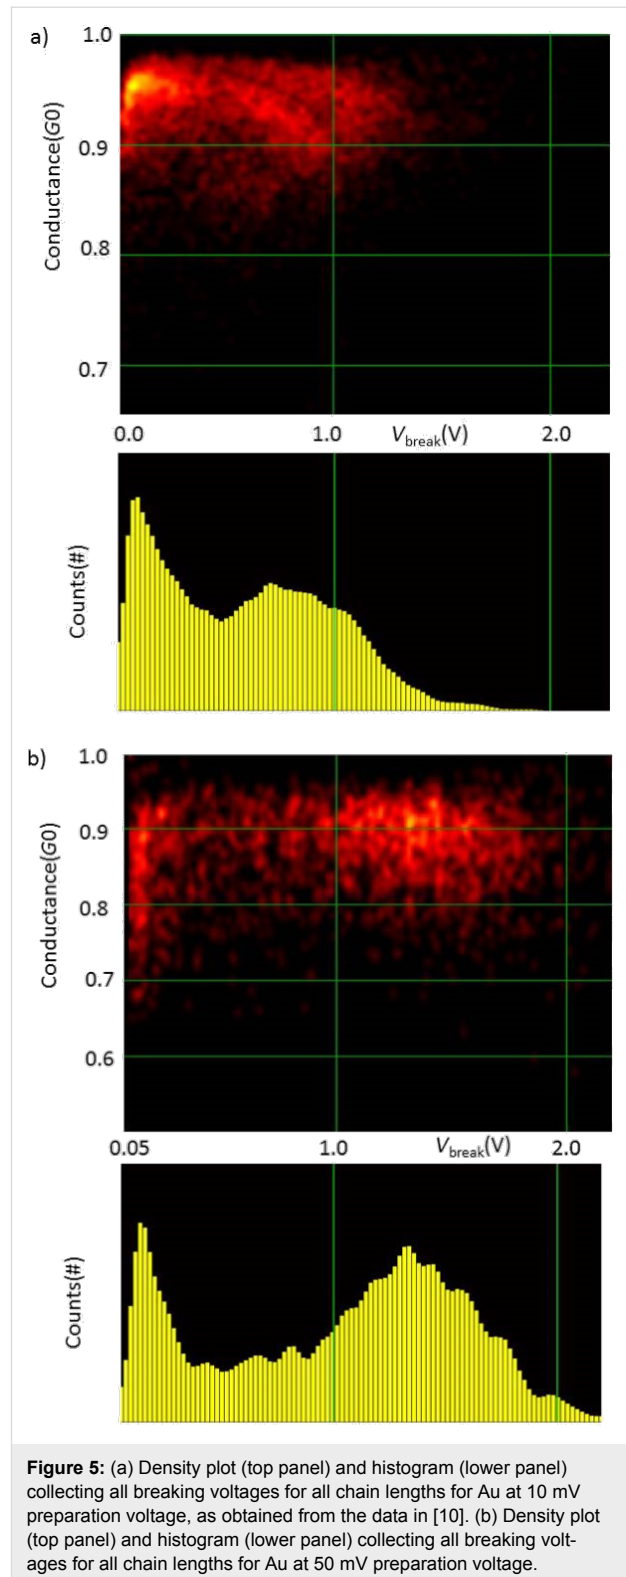 a)
1.0
Conductance(G0)
0.9
0.8
0.7
0.0 1.0 Vbreak(V) 2.0
Counts(#)
b)
1.0
Conductance(G0)
0.9
0.8
0.7
0.6
0.05 1.0 Vbreak(V) 2.0
Counts(#)
Figure 5: (a) Density plot (top panel) and histogram (lower panel)
collecting all breaking voltages for all chain lengths for Au at 10 mV
preparation voltage, as obtained from the data in [10]. (b) Density plot
(top panel) and histogram (lower panel) collecting all breaking volt-
ages for all chain lengths for Au at 50 mV preparation voltage.